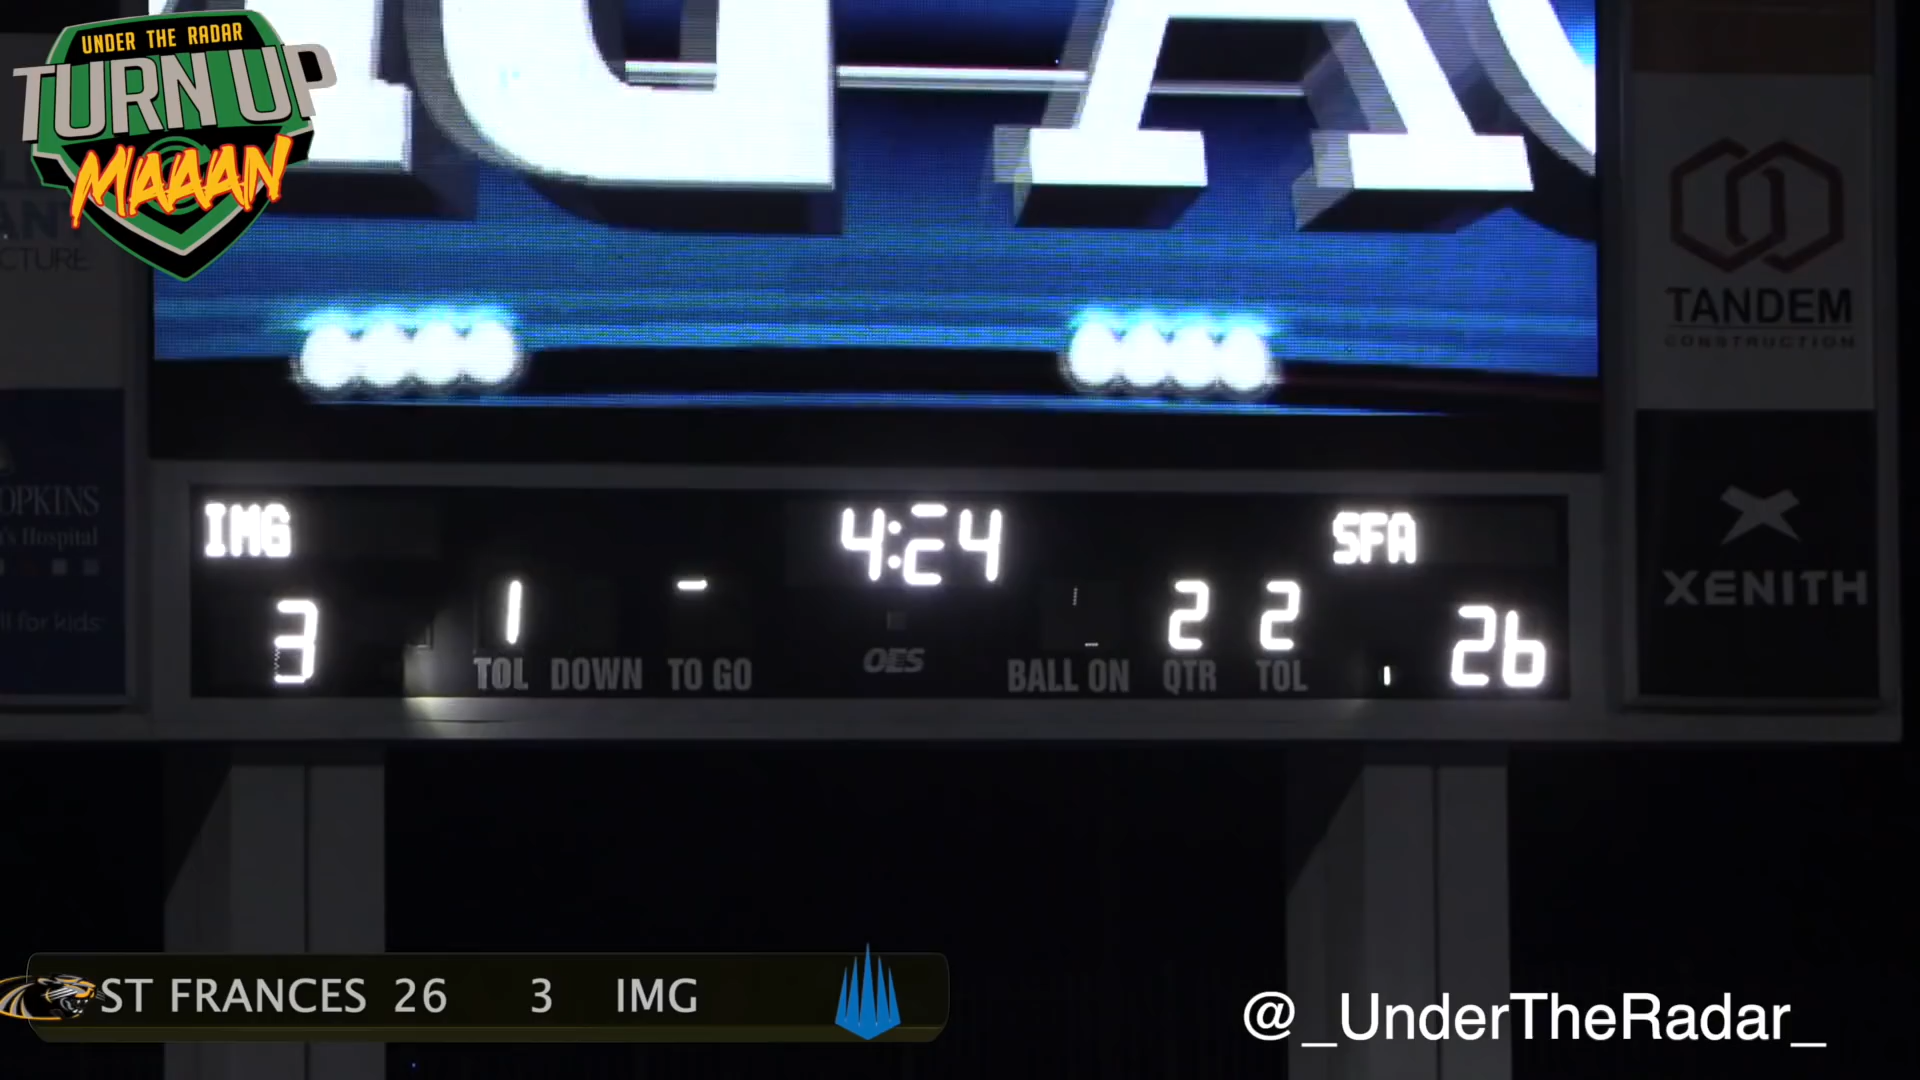 UNDER THE RADAR
TURN UP
MAAAN
TANDEM
CONSTRUCTION
XENITH
OPKINS
's Hospital
ll for kids
CTURE
IMG
4:24
SFA
3
1
2
2
26
TOL
DOWN
TO GO
OES
BALL ON
QTR
TOL
ST FRANCES 26 3 IMG
@_UnderTheRadar_